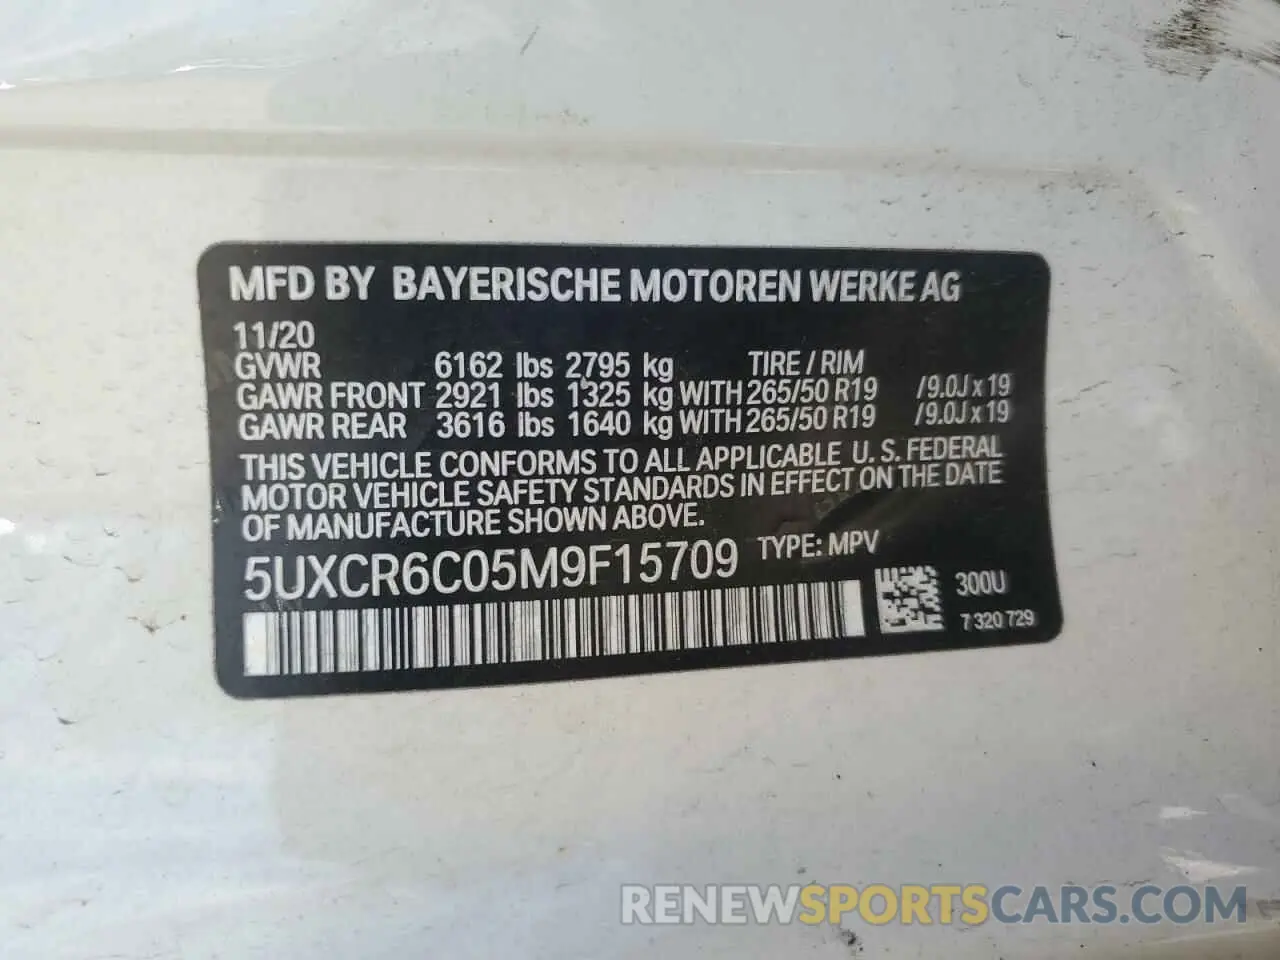 MFD BY BAYERISCHE MOTOREN WERKE AG
11/20
GVWR 6162 lbs 2795 kg TIRE / RIM
GAWR FRONT 2921 lbs 1325 kg WITH 265/50 R19 /9.0J x 19
GAWR REAR 3616 lbs 1640 kg WITH 265/50 R19 /9.0J x 19
THIS VEHICLE CONFORMS TO ALL APPLICABLE U. S. FEDERAL
MOTOR VEHICLE SAFETY STANDARDS IN EFFECT ON THE DATE
OF MANUFACTURE SHOWN ABOVE.
5UXCR6C05M9F15709 TYPE: MPV
300U
7 320 729
RENEWSPORTSCARS.COM